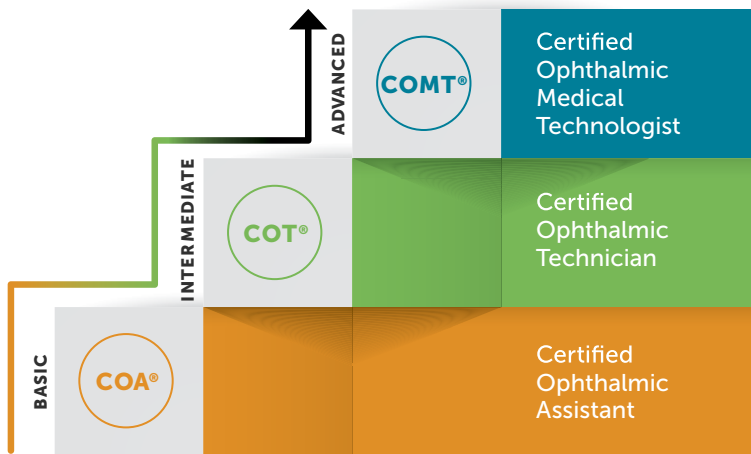 ADVANCED
COMT®
Certified
Ophthalmic
Medical
Technologist
INTERMEDIATE
COT®
Certified
Ophthalmic
Technician
BASIC
COA®
Certified
Ophthalmic
Assistant